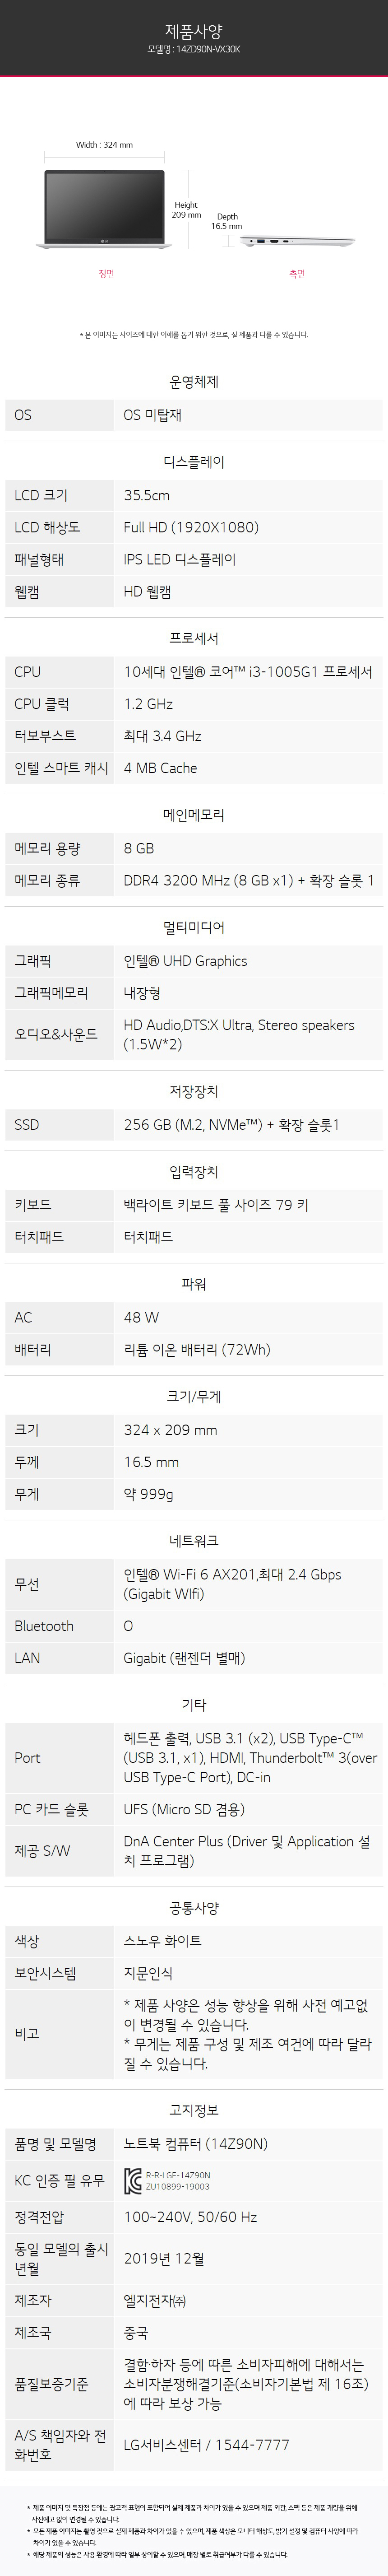 제품사양
모델명 : 14ZD90N-VX30K
Width : 324 mm
Height
209 mm
Depth
16.5 mm
정면
측면
* 본 이미지는 사이즈에 대한 이해를 돕기 위한 것으로, 실 제품과 다를 수 있습니다.
운영체제
OS
OS 미탑재
디스플레이
LCD 크기
35.5cm
LCD 해상도
Full HD (1920X1080)
패널형태
IPS LED 디스플레이
웹캠
HD 웹캠
프로세서
CPU
10세대 인텔® 코어™ i3-1005G1 프로세서
CPU 클럭
1.2 GHz
터보부스트
최대 3.4 GHz
인텔 스마트 캐시
4 MB Cache
메인메모리
메모리 용량
8 GB
메모리 종류
DDR4 3200 MHz (8 GB x1) + 확장 슬롯 1
멀티미디어
그래픽
인텔® UHD Graphics
그래픽메모리
내장형
오디오&사운드
HD Audio,DTS:X Ultra, Stereo speakers
(1.5W*2)
저장장치
SSD
256 GB (M.2, NVMe™) + 확장 슬롯1
입력장치
키보드
백라이트 키보드 풀 사이즈 79 키
터치패드
터치패드
파워
AC
48 W
배터리
리튬 이온 배터리 (72Wh)
크기/무게
크기
324 x 209 mm
두께
16.5 mm
무게
약 999g
네트워크
무선
인텔® Wi-Fi 6 AX201,최대 2.4 Gbps
(Gigabit WIfi)
Bluetooth
O
LAN
Gigabit (랜젠더 별매)
기타
Port
헤드폰 출력, USB 3.1 (x2), USB Type-C™
(USB 3.1, x1), HDMI, Thunderbolt™ 3(over
USB Type-C Port), DC-in
PC 카드 슬롯
UFS (Micro SD 겸용)
제공 S/W
DnA Center Plus (Driver 및 Application 설
치 프로그램)
공통사양
색상
스노우 화이트
보안시스템
지문인식
비고
* 제품 사양은 성능 향상을 위해 사전 예고없
이 변경될 수 있습니다.
* 무게는 제품 구성 및 제조 여건에 따라 달라
질 수 있습니다.
고지정보
품명 및 모델명
노트북 컴퓨터 (14Z90N)
KC 인증 필 유무
R-R-LGE-14Z90N
ZU10899-19003
정격전압
100~240V, 50/60 Hz
동일 모델의 출시
년월
2019년 12월
제조자
엘지전자㈜
제조국
중국
품질보증기준
결함·하자 등에 따른 소비자피해에 대해서는
소비자분쟁해결기준(소비자기본법 제 16조)
에 따라 보상 가능
A/S 책임자와 전
화번호
LG서비스센터 / 1544-7777
* 제품 이미지 및 특장점 등에는 광고적 표현이 포함되어 실제 제품과 차이가 있을 수 있으며 제품 외관, 스펙 등은 제품 개량을 위해
사전예고 없이 변경될 수 있습니다.
* 모든 제품 이미지는 촬영 컷으로 실제 제품과 차이가 있을 수 있으며, 제품 색상은 모니터 해상도, 밝기 설정 및 컴퓨터 사양에 따라
차이가 있을 수 있습니다.
* 해당 제품의 성능은 사용 환경에 따라 일부 상이할 수 있으며, 매장 별로 취급여부가 다를 수 있습니다.